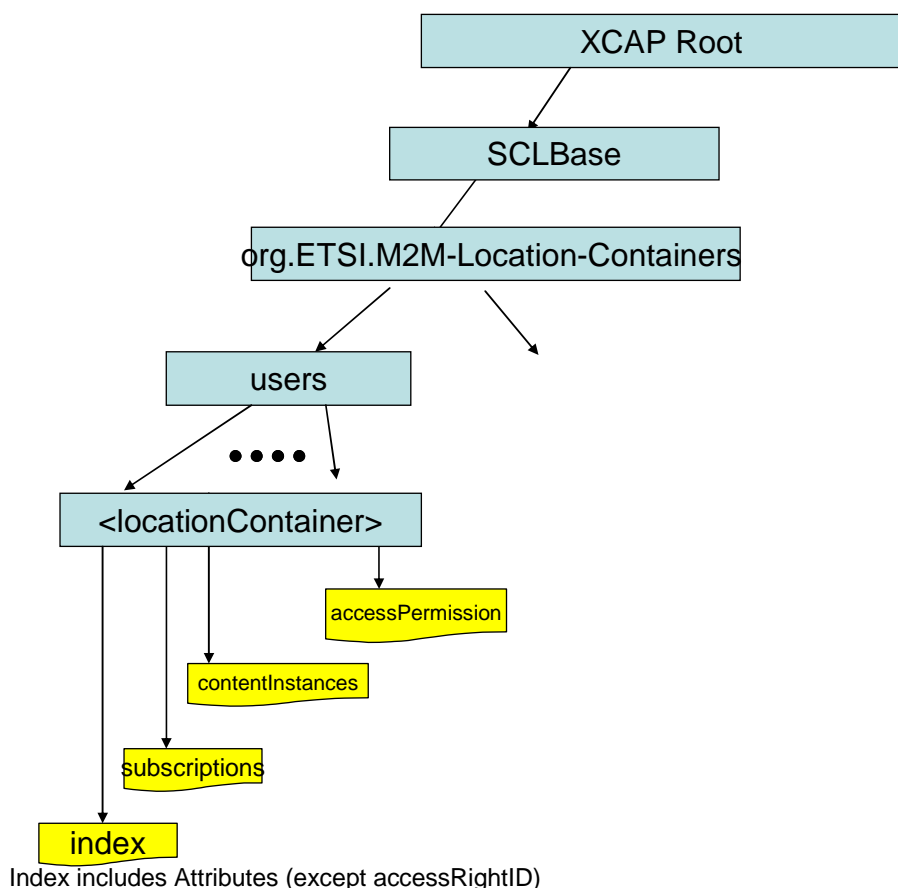 XCAP Root
SCLBase
org.ETSI.M2M-Location-Containers
users
<locationContainer>
accessPermission
contentInstances
subscriptions
index
Index includes Attributes (except accessRightID)